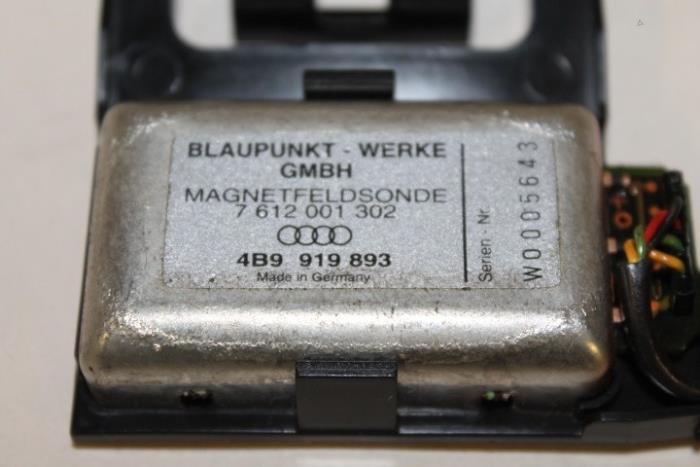 BLAUPUNKT - WERKE
GMBH
MAGNETFELDSONDE
7 612 001 302
4B9 919 893
Made in Germany
Serien - Nr.
W0005643